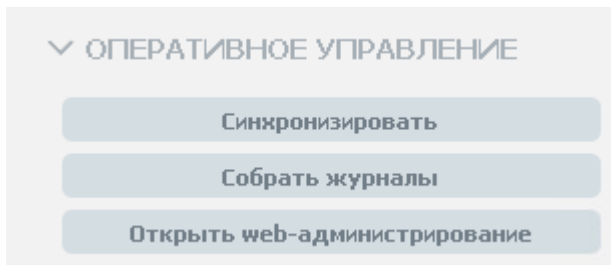 ОПЕРАТИВНОЕ УПРАВЛЕНИЕ
Синхронизировать
Собрать журналы
Открыть web-администрирование